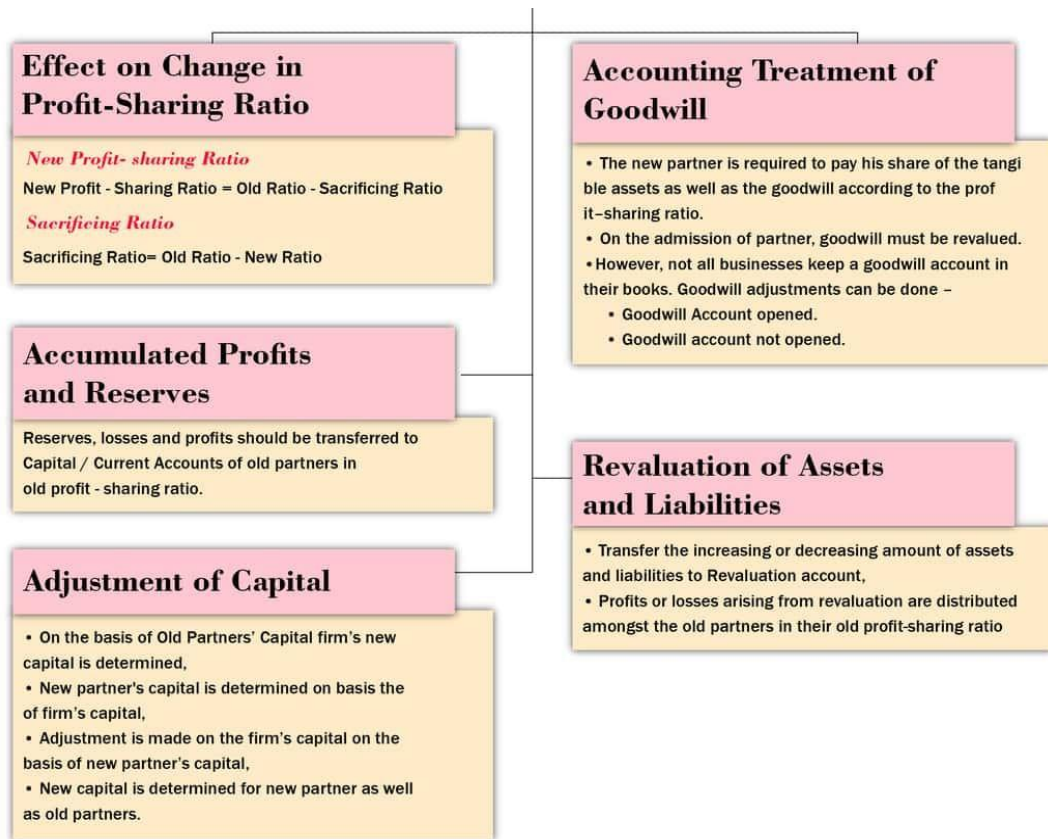 Effect on Change in
Profit-Sharing Ratio
New Profit- sharing Ratio
New Profit - Sharing Ratio = Old Ratio - Sacrificing Ratio
Sacrificing Ratio
Sacrificing Ratio= Old Ratio - New Ratio
Accounting Treatment of
Goodwill
• The new partner is required to pay his share of the tangi
ble assets as well as the goodwill according to the prof
it–sharing ratio.
• On the admission of partner, goodwill must be revalued.
•However, not all businesses keep a goodwill account in
their books. Goodwill adjustments can be done –
• Goodwill Account opened.
• Goodwill account not opened.
Accumulated Profits
and Reserves
Reserves, losses and profits should be transferred to
Capital / Current Accounts of old partners in
old profit - sharing ratio.
Revaluation of Assets
and Liabilities
• Transfer the increasing or decreasing amount of assets
and liabilities to Revaluation account,
• Profits or losses arising from revaluation are distributed
amongst the old partners in their old profit-sharing ratio
Adjustment of Capital
• On the basis of Old Partners’ Capital firm’s new
capital is determined,
• New partner's capital is determined on basis the
of firm’s capital,
• Adjustment is made on the firm’s capital on the
basis of new partner’s capital,
• New capital is determined for new partner as well
as old partners.